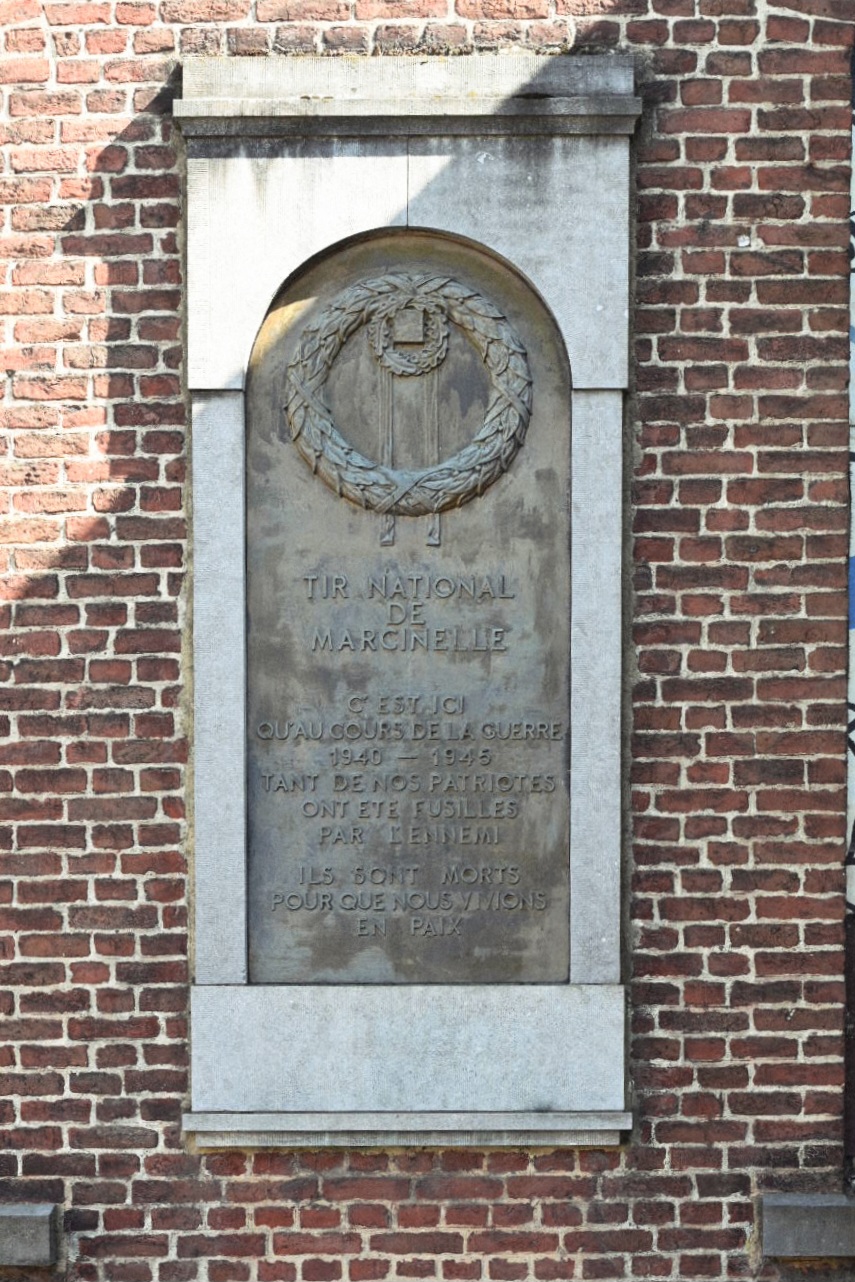 TIR NATIONAL
DE
MARCINELLE
C'EST ICI
QU'AU COURS DE LA GUERRE
1940 — 1945
TANT DE NOS PATRIOTES
ONT ETE FUSILLES
PAR L'ENNEMI
ILS SONT MORTS
POUR QUE NOUS VIVIONS
EN PAIX